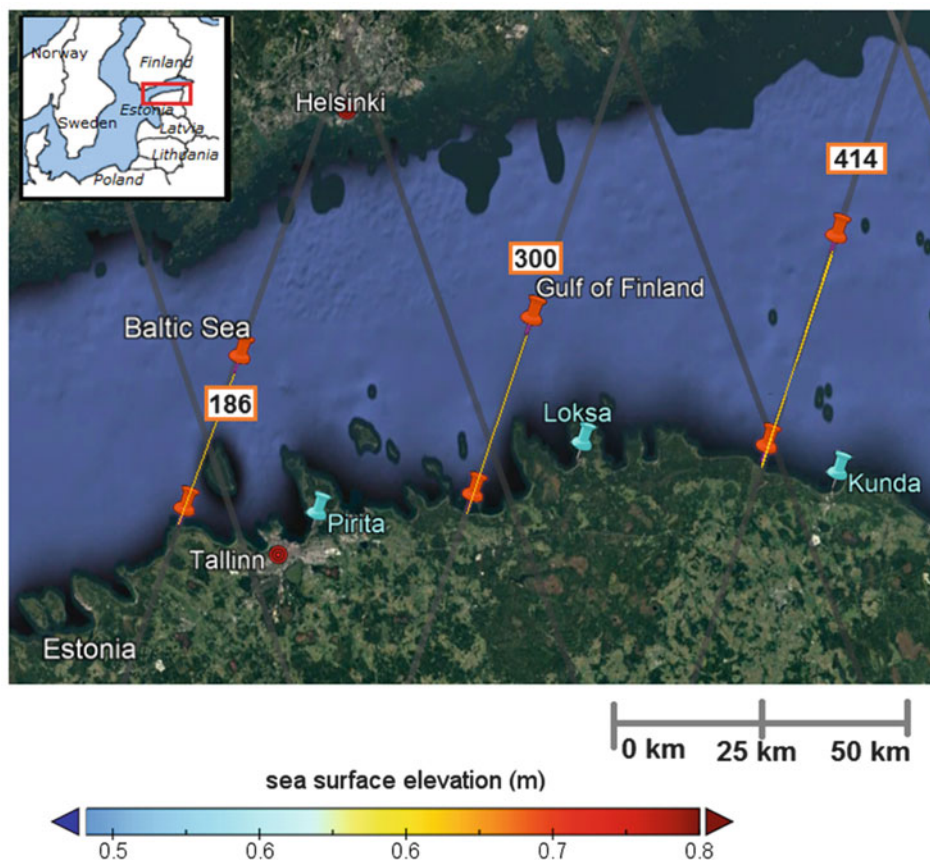 Norway
Finland
Estonia
Sweden
Latvia
Lithuania
Poland
Helsinki
414
300
Gulf of Finland
Baltic Sea
186
Loksa
Kunda
Pirita
Tallinn
Estonia
0 km 25 km 50 km
sea surface elevation (m)
0.5 0.6 0.6 0.7 0.8